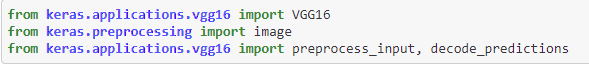 from keras.applications.vgg16 import VGG16
from keras.preprocessing import image
from keras.applications.vgg16 import preprocess_input, decode_predictions